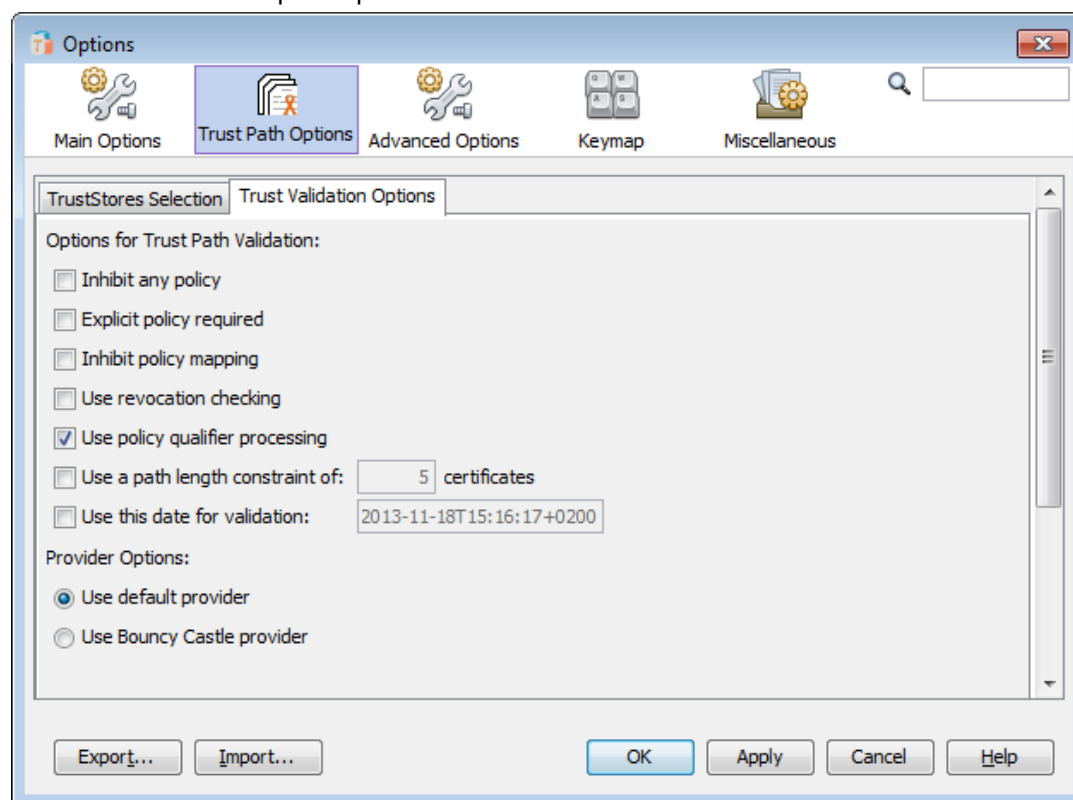 Options
Main Options Trust Path Options Advanced Options Keymap Miscellaneous
TrustStores Selection Trust Validation Options
Options for Trust Path Validation:
Inhibit any policy
Explicit policy required
Inhibit policy mapping
Use revocation checking
Use policy qualifier processing
Use a path length constraint of: 5 certificates
Use this date for validation: 2013-11-18T15:16:17+0200
Provider Options:
Use default provider
Use Bouncy Castle provider
Export... Import... OK Apply Cancel Help